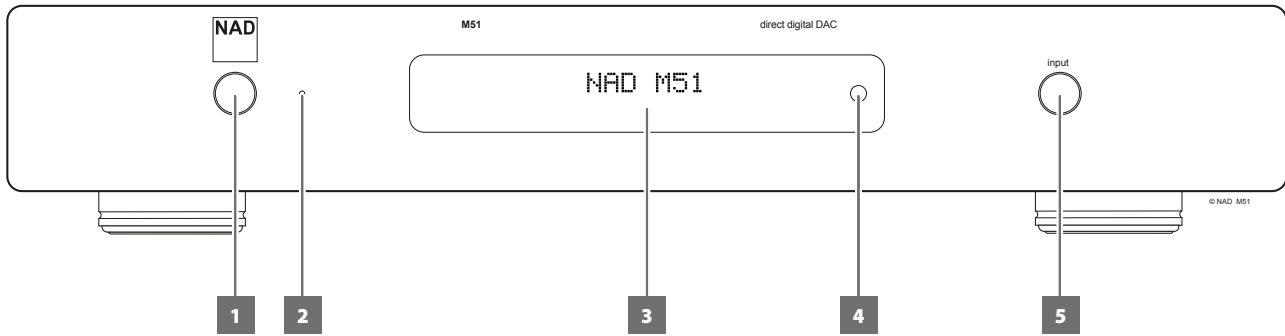 NAD
M51
direct digital DAC
input
NAD M51
© NAD M51
1
2
3
4
5